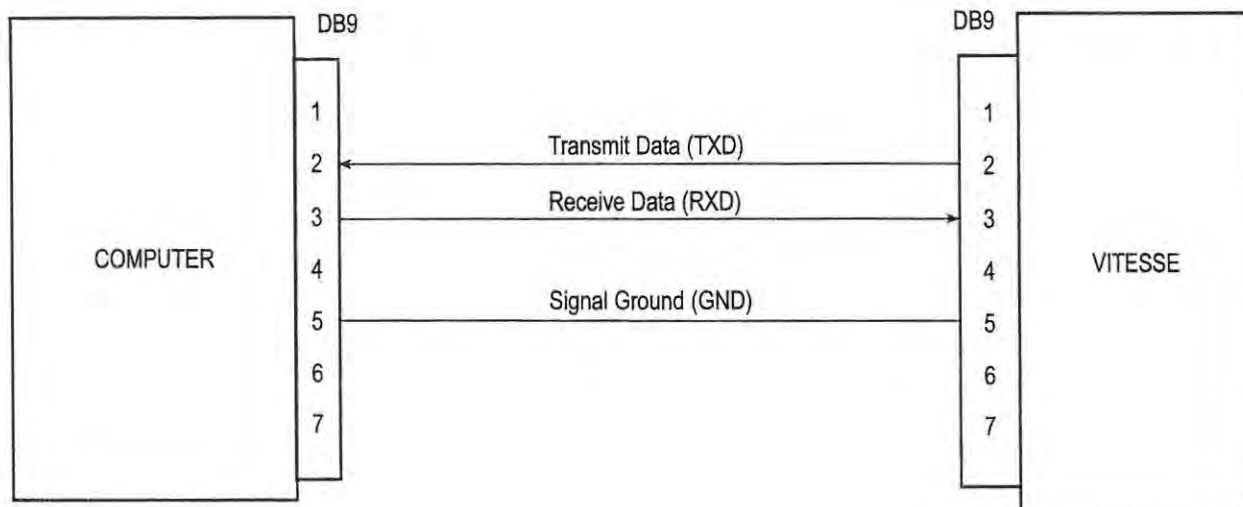 DB9
DB9
1
1
Transmit Data (TXD)
2
2
Receive Data (RXD)
3
3
COMPUTER
VITESSE
4
4
Signal Ground (GND)
5
5
6
6
7
7